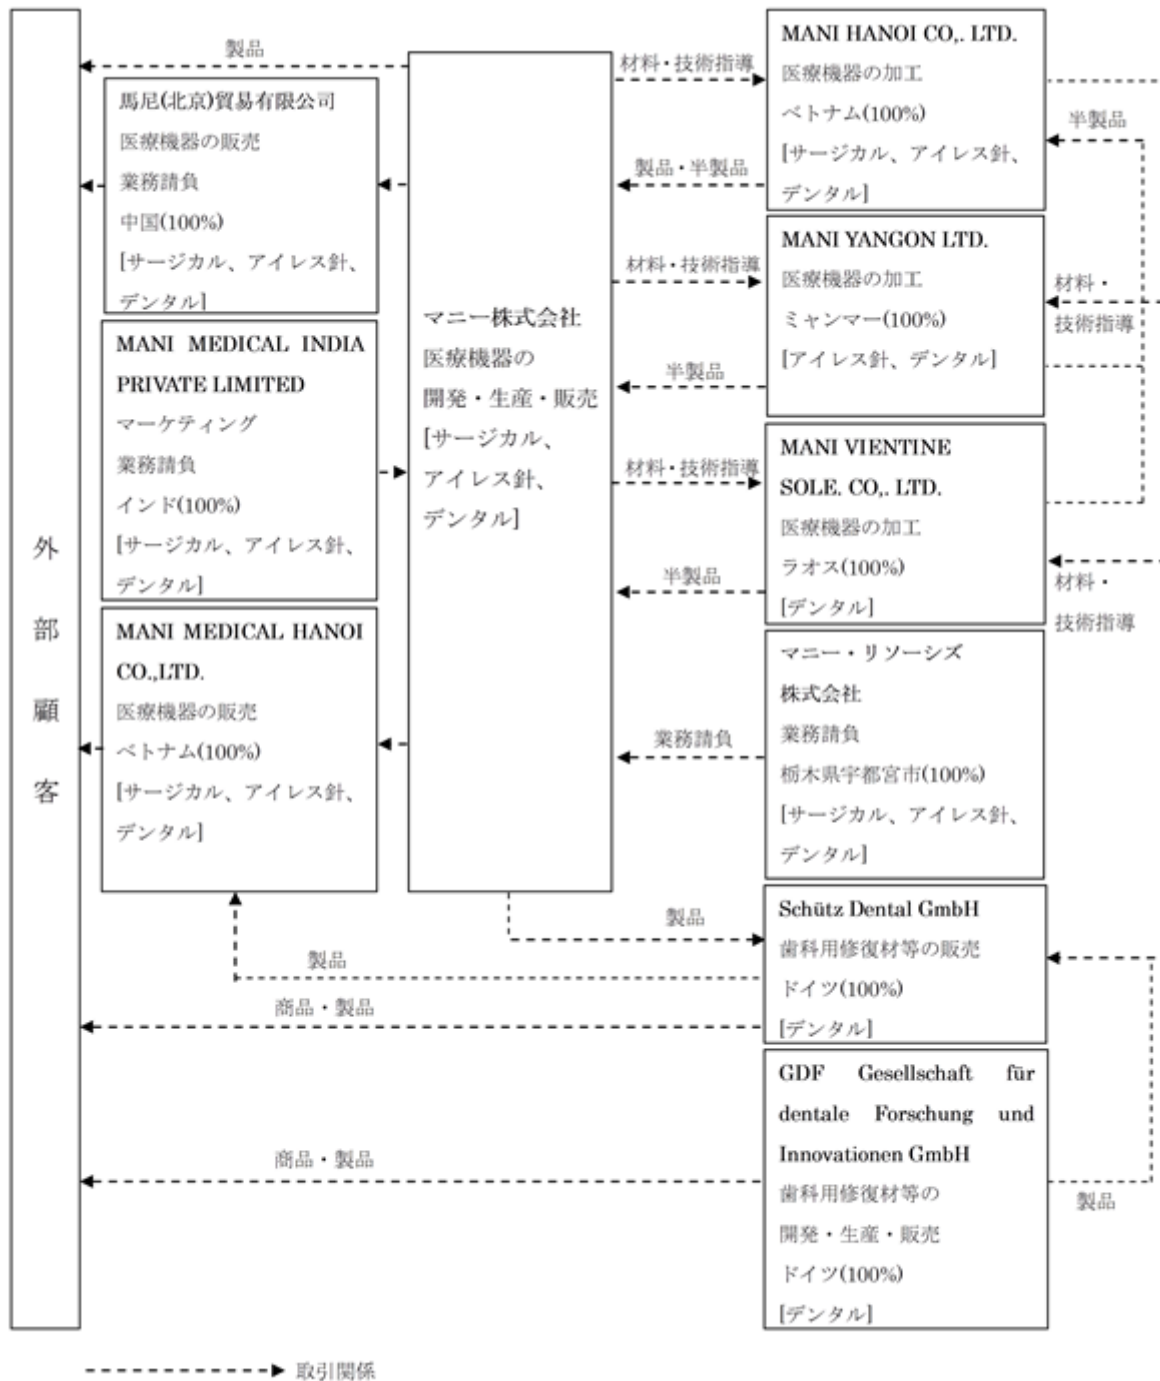 外部顧客
製品
馬尼(北京)貿易有限公司
医療機器の販売
業務請負
中国(100%)
[サージカル、アイレス針、
デンタル]
MANI MEDICAL INDIA
PRIVATE LIMITED
マーケティング
業務請負
インド(100%)
[サージカル、アイレス針、
デンタル]
MANI MEDICAL HANOI
CO.,LTD.
医療機器の販売
ベトナム(100%)
[サージカル、アイレス針、
デンタル]
マニー株式会社
医療機器の
開発・生産・販売
[サージカル、
アイレス針、
デンタル]
材料・技術指導
製品・半製品
材料・技術指導
半製品
材料・技術指導
半製品
業務請負
製品
製品
商品・製品
商品・製品
MANI HANOI CO,. LTD.
医療機器の加工
ベトナム(100%)
[サージカル、アイレス針、
デンタル]
MANI YANGON LTD.
医療機器の加工
ミャンマー(100%)
[アイレス針、デンタル]
MANI VIENTINE
SOLE. CO,. LTD.
医療機器の加工
ラオス(100%)
[デンタル]
マニー・リソーシズ
株式会社
業務請負
栃木県宇都宮市(100%)
[サージカル、アイレス針、
デンタル]
Schütz Dental GmbH
歯科用修復材等の販売
ドイツ(100%)
[デンタル]
GDF Gesellschaft für
dentale Forschung und
Innovationen GmbH
歯科用修復材等の
開発・生産・販売
ドイツ(100%)
[デンタル]
半製品
材料・
技術指導
材料・
技術指導
製品
取引関係